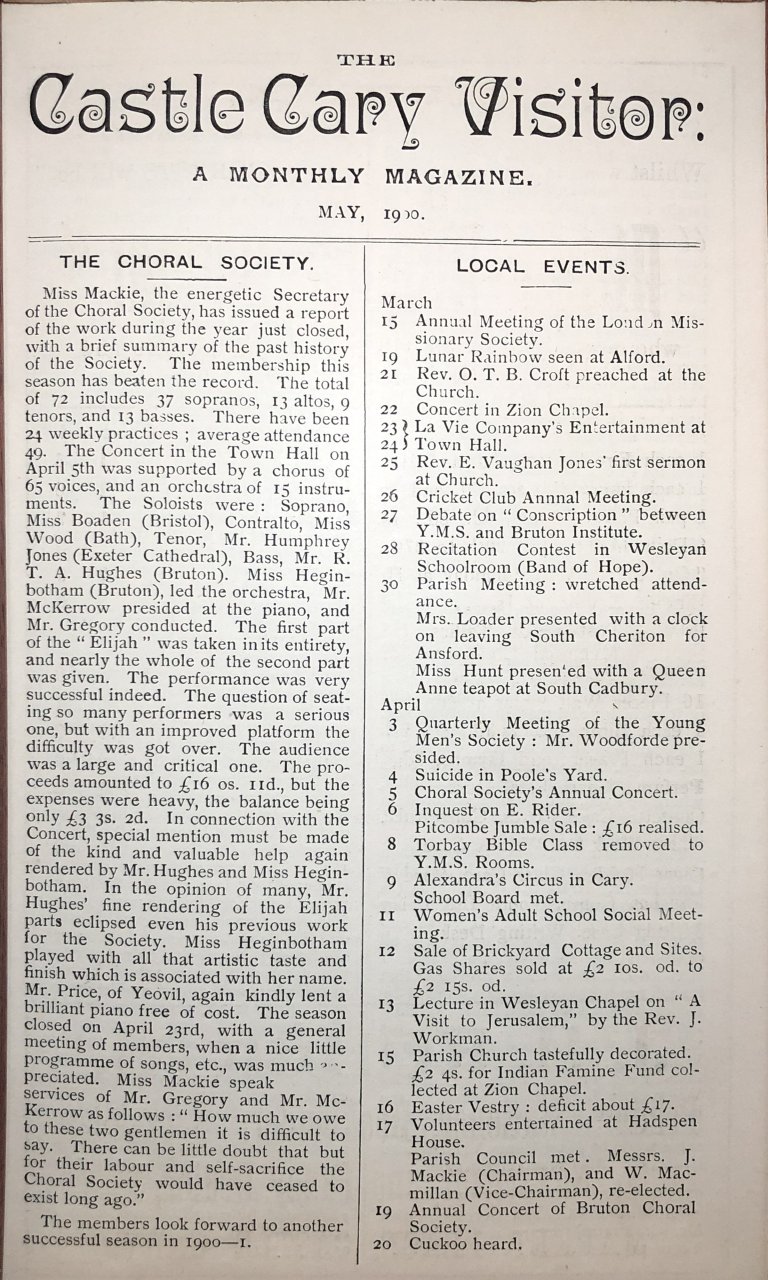 THE
Castle Cary Visitor:
A MONTHLY MAGAZINE.
MAY, 1900.
THE CHORAL SOCIETY.
Miss Mackie, the energetic Secretary
of the Choral Society, has issued a report
of the work during the year just closed,
with a brief summary of the past history
of the Society. The membership this
season has beaten the record. The total
of 72 includes 37 sopranos, 13 altos, 9
tenors, and 13 basses. There have been
24 weekly practices ; average attendance
49. The Concert in the Town Hall on
April 5th was supported by a chorus of
65 voices, and an orchestra of 15 instru-
ments. The Soloists were : Soprano,
Miss Boaden (Bristol), Contralto, Miss
Wood (Bath), Tenor, Mr. Humphrey
Jones (Exeter Cathedral), Bass, Mr. R.
T. A. Hughes (Bruton). Miss Hegin-
botham (Bruton), led the orchestra, Mr.
McKerrow presided at the piano, and
Mr. Gregory conducted. The first part
of the “ Elijah ” was taken in its entirety,
and nearly the whole of the second part
was given. The performance was very
successful indeed. The question of seat-
ing so many performers was a serious
one, but with an improved platform the
difficulty was got over. The audience
was a large and critical one. The pro-
ceeds amounted to £16 0s. 11d., but the
expenses were heavy, the balance being
only £3 3s. 2d. In connection with the
Concert, special mention must be made
of the kind and valuable help again
rendered by Mr. Hughes and Miss Hegin-
botham. In the opinion of many, Mr.
Hughes' fine rendering of the Elijah
parts eclipsed even his previous work
for the Society. Miss Heginbotham
played with all that artistic taste and
finish which is associated with her name.
Mr. Price, of Yeovil, again kindly lent a
brilliant piano free of cost. The season
closed on April 23rd, with a general
meeting of members, when a nice little
programme of songs, etc., was much ap-
preciated. Miss Mackie speak
services of Mr. Gregory and Mr. Mc-
Kerrow as follows : “ How much we owe
to these two gentlemen it is difficult to
say. There can be little doubt that but
for their labour and self-sacrifice the
Choral Society would have ceased to
exist long ago.”
The members look forward to another
successful season in 1900—1.
LOCAL EVENTS.
March
15 Annual Meeting of the London Mis-
sionary Society.
19 Lunar Rainbow seen at Alford.
21 Rev. O. T. B. Croft preached at the
Church.
22 Concert in Zion Chapel.
23 } La Vie Company's Entertainment at
24 } Town Hall.
25 Rev. E. Vaughan Jones' first sermon
at Church.
26 Cricket Club Annnal Meeting.
27 Debate on “ Conscription ” between
Y.M.S. and Bruton Institute.
28 Recitation Contest in Wesleyan
Schoolroom (Band of Hope).
30 Parish Meeting : wretched attend-
ance.
Mrs. Loader presented with a clock
on leaving South Cheriton for
Ansford.
Miss Hunt presented with a Queen
Anne teapot at South Cadbury.
April
3 Quarterly Meeting of the Young
Men's Society : Mr. Woodforde pre-
sided.
4 Suicide in Poole's Yard.
5 Choral Society's Annual Concert.
6 Inquest on E. Rider.
Pitcombe Jumble Sale : £16 realised.
8 Torbay Bible Class removed to
Y.M.S. Rooms.
9 Alexandra's Circus in Cary.
School Board met.
11 Women's Adult School Social Meet-
ing.
12 Sale of Brickyard Cottage and Sites.
Gas Shares sold at £2 10s. 0d. to
£2 15s. 0d.
13 Lecture in Wesleyan Chapel on “ A
Visit to Jerusalem,” by the Rev. J.
Workman.
15 Parish Church tastefully decorated.
£2 4s. for Indian Famine Fund col-
lected at Zion Chapel.
16 Easter Vestry : deficit about £17.
17 Volunteers entertained at Hadspen
House.
Parish Council met. Messrs. J.
Mackie (Chairman), and W. Mac-
millan (Vice-Chairman), re-elected.
19 Annual Concert of Bruton Choral
Society.
20 Cuckoo heard.